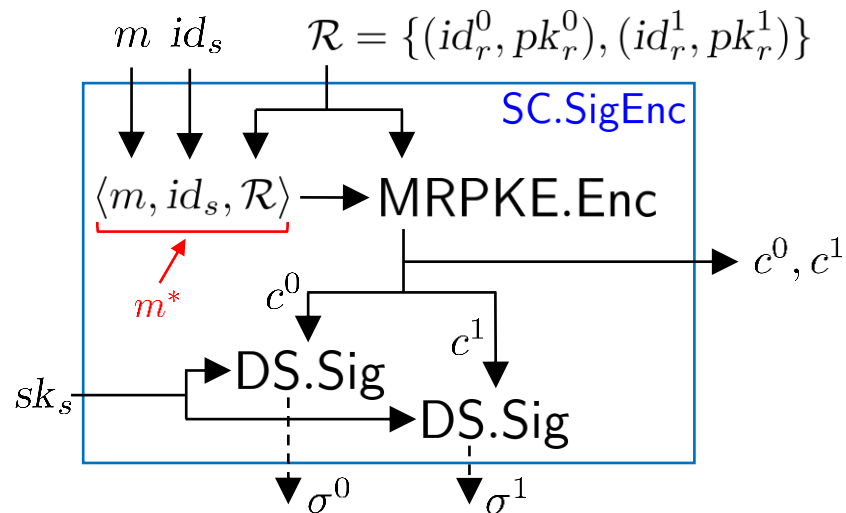 m id_s ℛ = {(id_r^0, pk_r^0), (id_r^1, pk_r^1)}
SC.SigEnc
⟨m, id_s, ℛ⟩ MRPKE.Enc
m*
c^0, c^1
c^0
c^1
DS.Sig
sk_s
DS.Sig
σ^0 σ^1